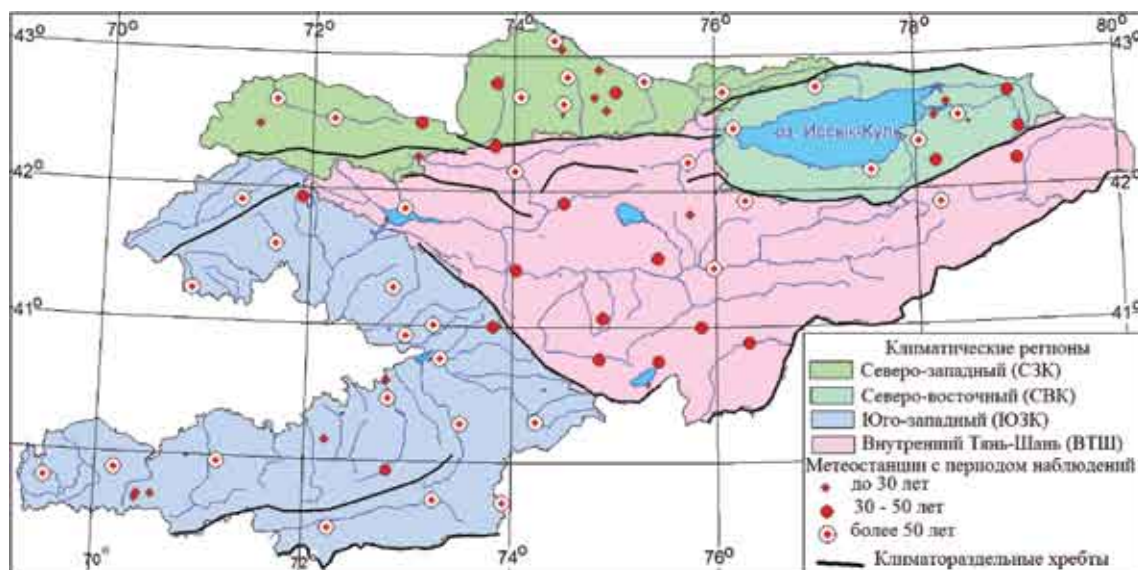 70° 72° 74° 76° 78° 80°
43° 43°
42° 42°
оз. Иссык-Куль
41° 41°
70° 72° 74° 76°
Климатические регионы
Северо-западный (СЗК)
Северо-восточный (СВК)
Юго-западный (ЮЗК)
Внутренний Тянь-Шань (ВТШ)
Метеостанции с периодом наблюдений
до 30 лет
30 - 50 лет
более 50 лет
Климатораздельные хребты